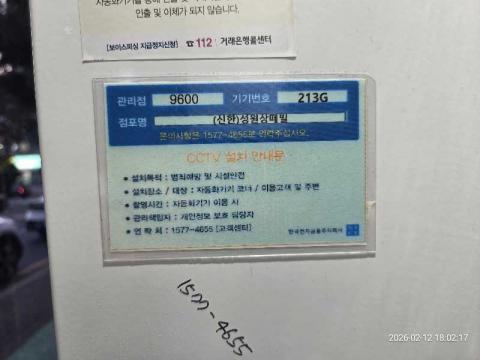 인출 및 이체가 되지 않습니다.
[보이스피싱 지급정지신청] ☎ 112 · 거래은행콜센터
관리점 9600 기기번호 213G
점포명 (신한)성원상떼빌
문의사항은 1577-4655로 연락주십시오.
CCTV 설치 안내문
• 설치목적 : 범죄예방 및 시설안전
• 설치장소 / 대상 : 자동화기기 코너 / 이용고객 및 주변
• 촬영시간 : 자동화기기 이용 시
• 관리책임자 : 개인정보 보호 담당자
• 연 락 처 : 1577-4655 [고객센터]
한국전자금융주식회사
1577-4655
2026-02-12 18:02:17